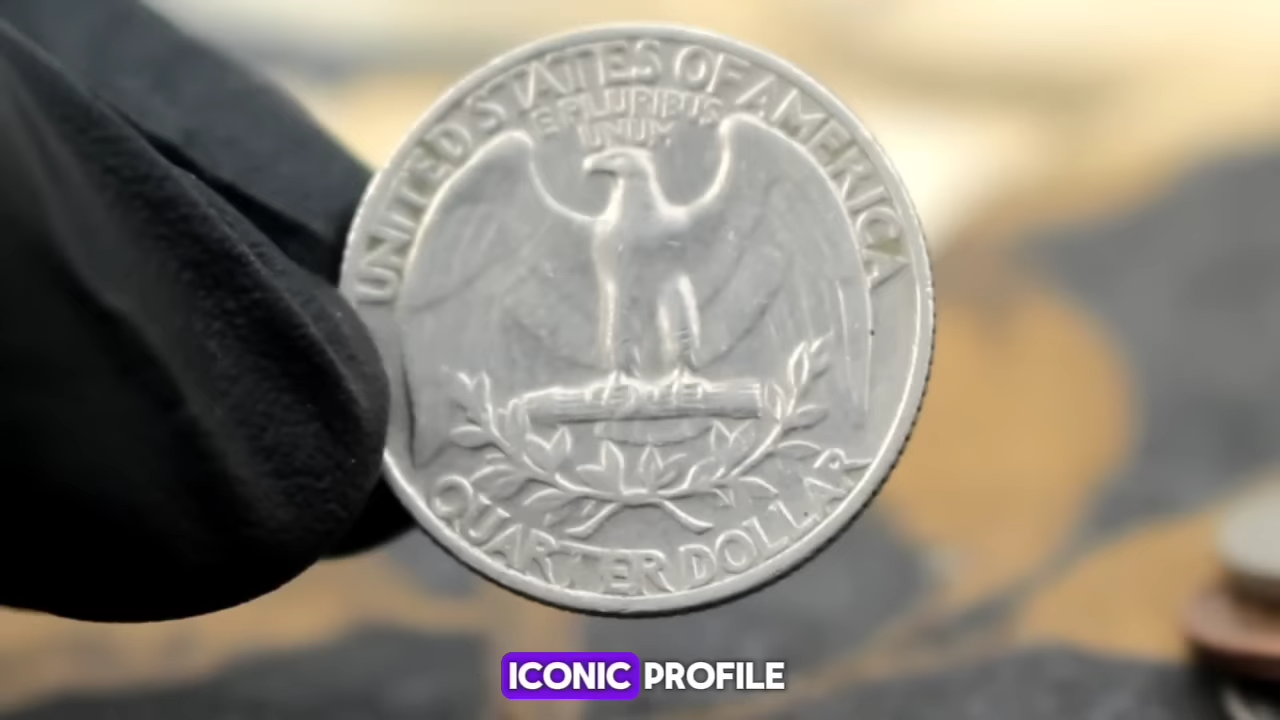 UNITED STATES OF AMERICA
E PLURIBUS
UNUM
QUARTER DOLLAR
ICONIC PROFILE